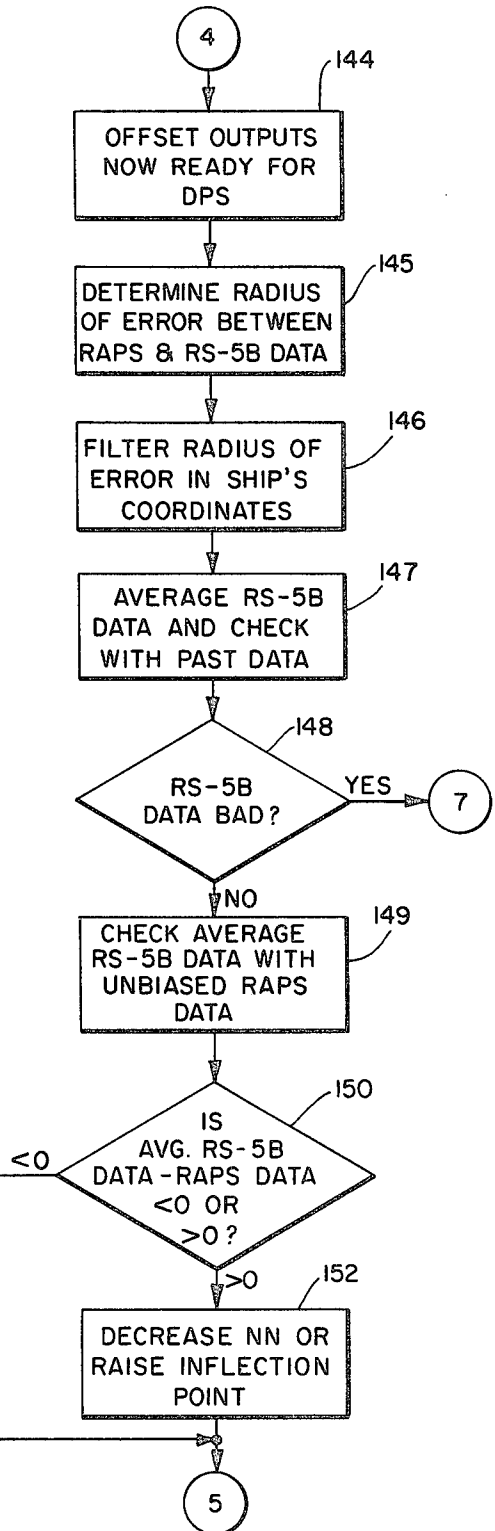 4
144
OFFSET OUTPUTS
NOW READY FOR
DPS
145
DETERMINE RADIUS
OF ERROR BETWEEN
RAPS & RS-5B DATA
146
FILTER RADIUS OF
ERROR IN SHIP'S
COORDINATES
147
AVERAGE RS-5B
DATA AND CHECK
WITH PAST DATA
148
RS-5B
DATA BAD?
YES
7
NO
149
CHECK AVERAGE
RS-5B DATA WITH
UNBIASED RAPS
DATA
150
<0
IS
AVG. RS-5B
DATA-RAPS DATA
<0 OR
>0?
>0
152
DECREASE NN OR
RAISE INFLECTION
POINT
5